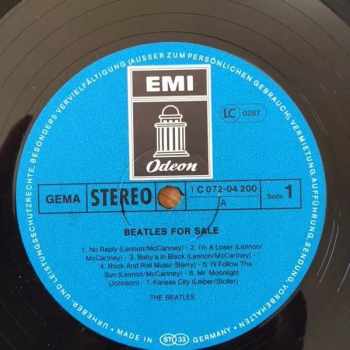 BESONDERE VERVIELFÄLTIGUNG (AUSSER ZUM PERSÖNLICHEN GEBRAUCH), VERMIETUNG, AUFFÜHRUNG, SENDUNG, VORBEHALTEN
EMI
Odeon
LC 0287
GEMA
STEREO
1 C 072-04 200
A
Seite 1
BEATLES FOR SALE
1. No Reply (Lennon/McCartney) · 2. I'm A Loser (Lennon/
McCartney) · 3. Baby's In Black (Lennon/McCartney)
4. Rock And Roll Music (Berry) · 5. I'll Follow The
Sun (Lennon/McCartney) · 6. Mr. Moonlight
(Johnson) · 7. Kansas City (Leiber/Stoller)
THE BEATLES
URHEBER- UND LEISTUNGSSCHUTZRECHTE,
MADE IN STEREO 33 GERMANY